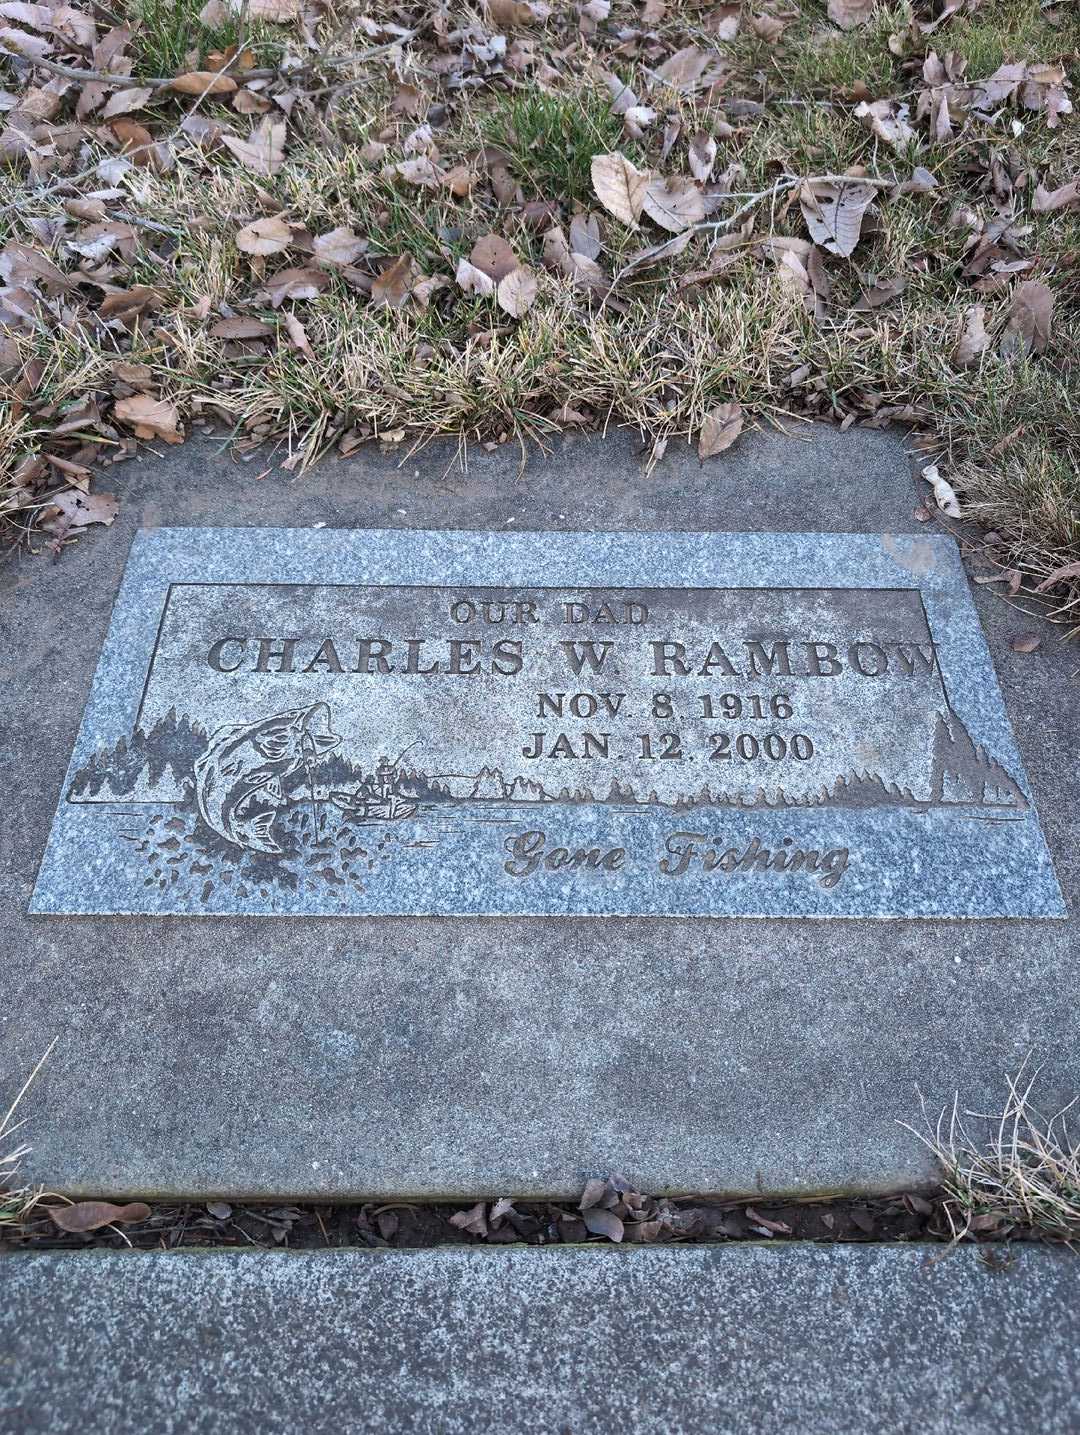 OUR DAD
CHARLES W. RAMBOW
NOV. 8, 1916
JAN. 12, 2000
Gone Fishing